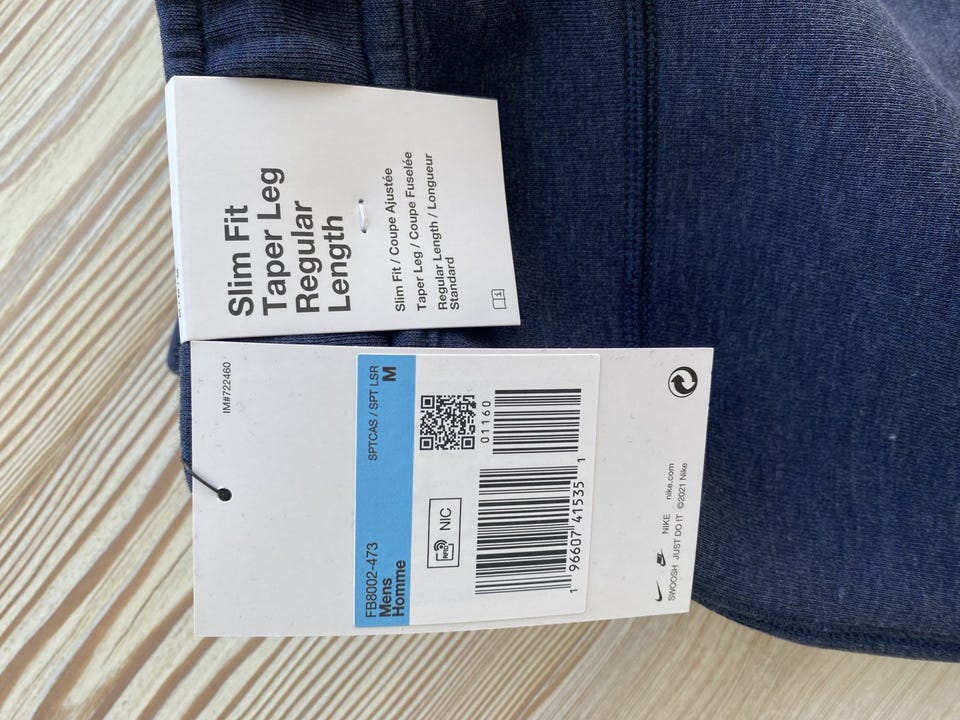 Slim Fit
Taper Leg
Regular
Length
Slim Fit / Coupe Ajustée
Taper Leg / Coupe Fuselée
Regular Length / Longueur
Standard
IM#722460
FB8002-473
SPTCAS / SPT LSR
Mens
M
Homme
RFID
NIC
01160
1 96607 41535 1
SWOOSH JUST DO IT NIKE nike.com ©2021 Nike